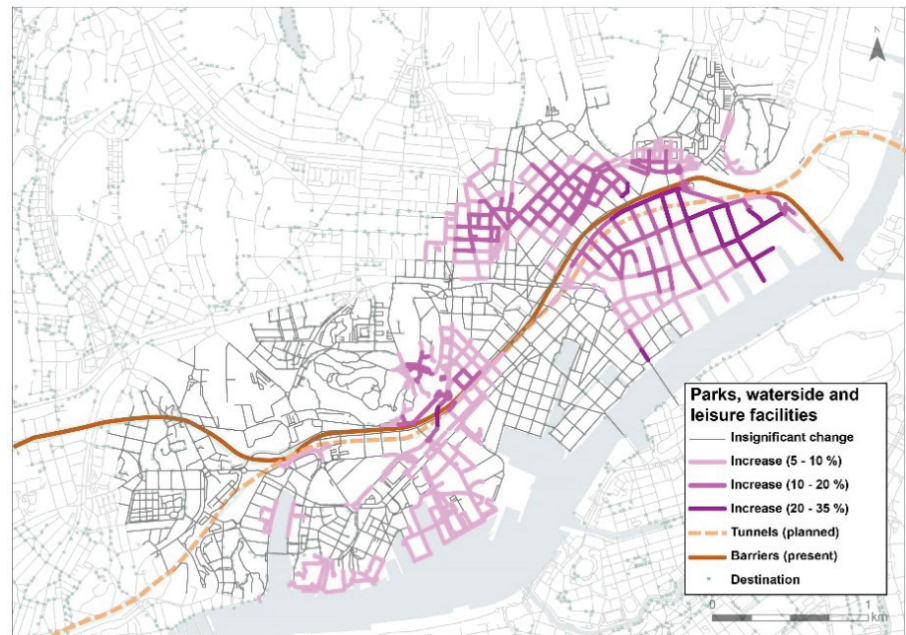 N
Parks, waterside and
leisure facilities
Insignificant change
Increase (5 - 10 %)
Increase (10 - 20 %)
Increase (20 - 35 %)
Tunnels (planned)
Barriers (present)
Destination
0 1
km